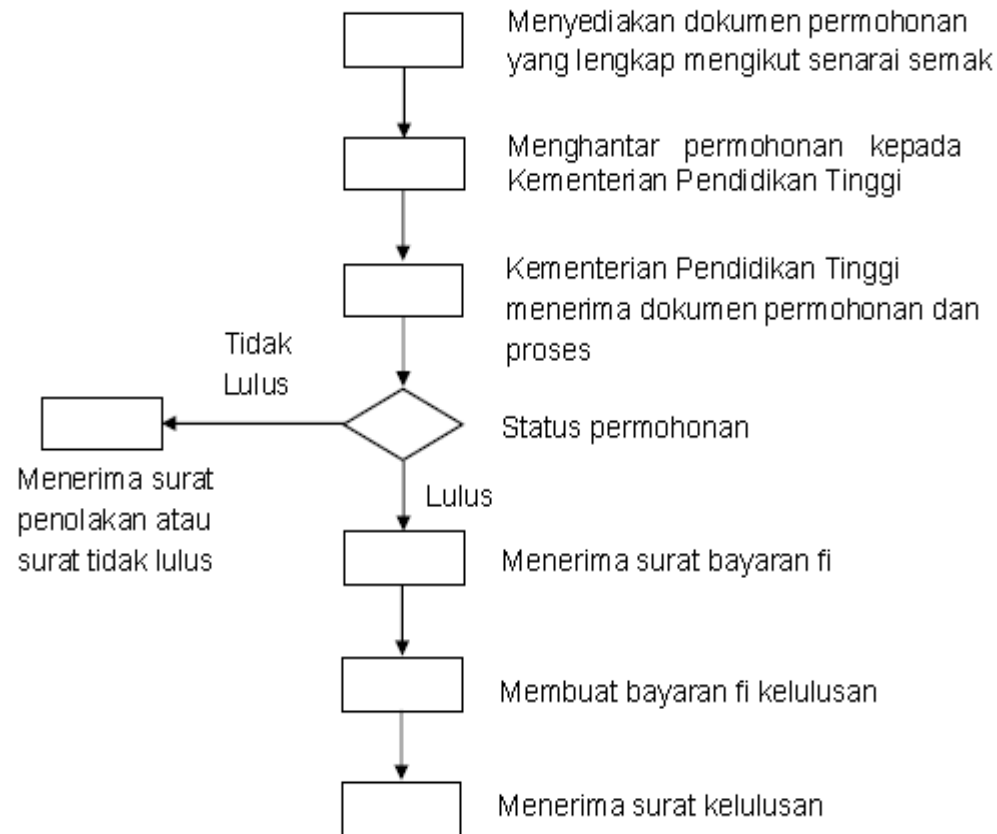 Menyediakan dokumen permohonan
yang lengkap mengikut senarai semak
Menghantar permohonan kepada
Kementerian Pendidikan Tinggi
Kementerian Pendidikan Tinggi
menerima dokumen permohonan dan
proses
Tidak
Lulus
Status permohonan
Menerima surat
penolakan atau
surat tidak lulus
Lulus
Menerima surat bayaran fi
Membuat bayaran fi kelulusan
Menerima surat kelulusan